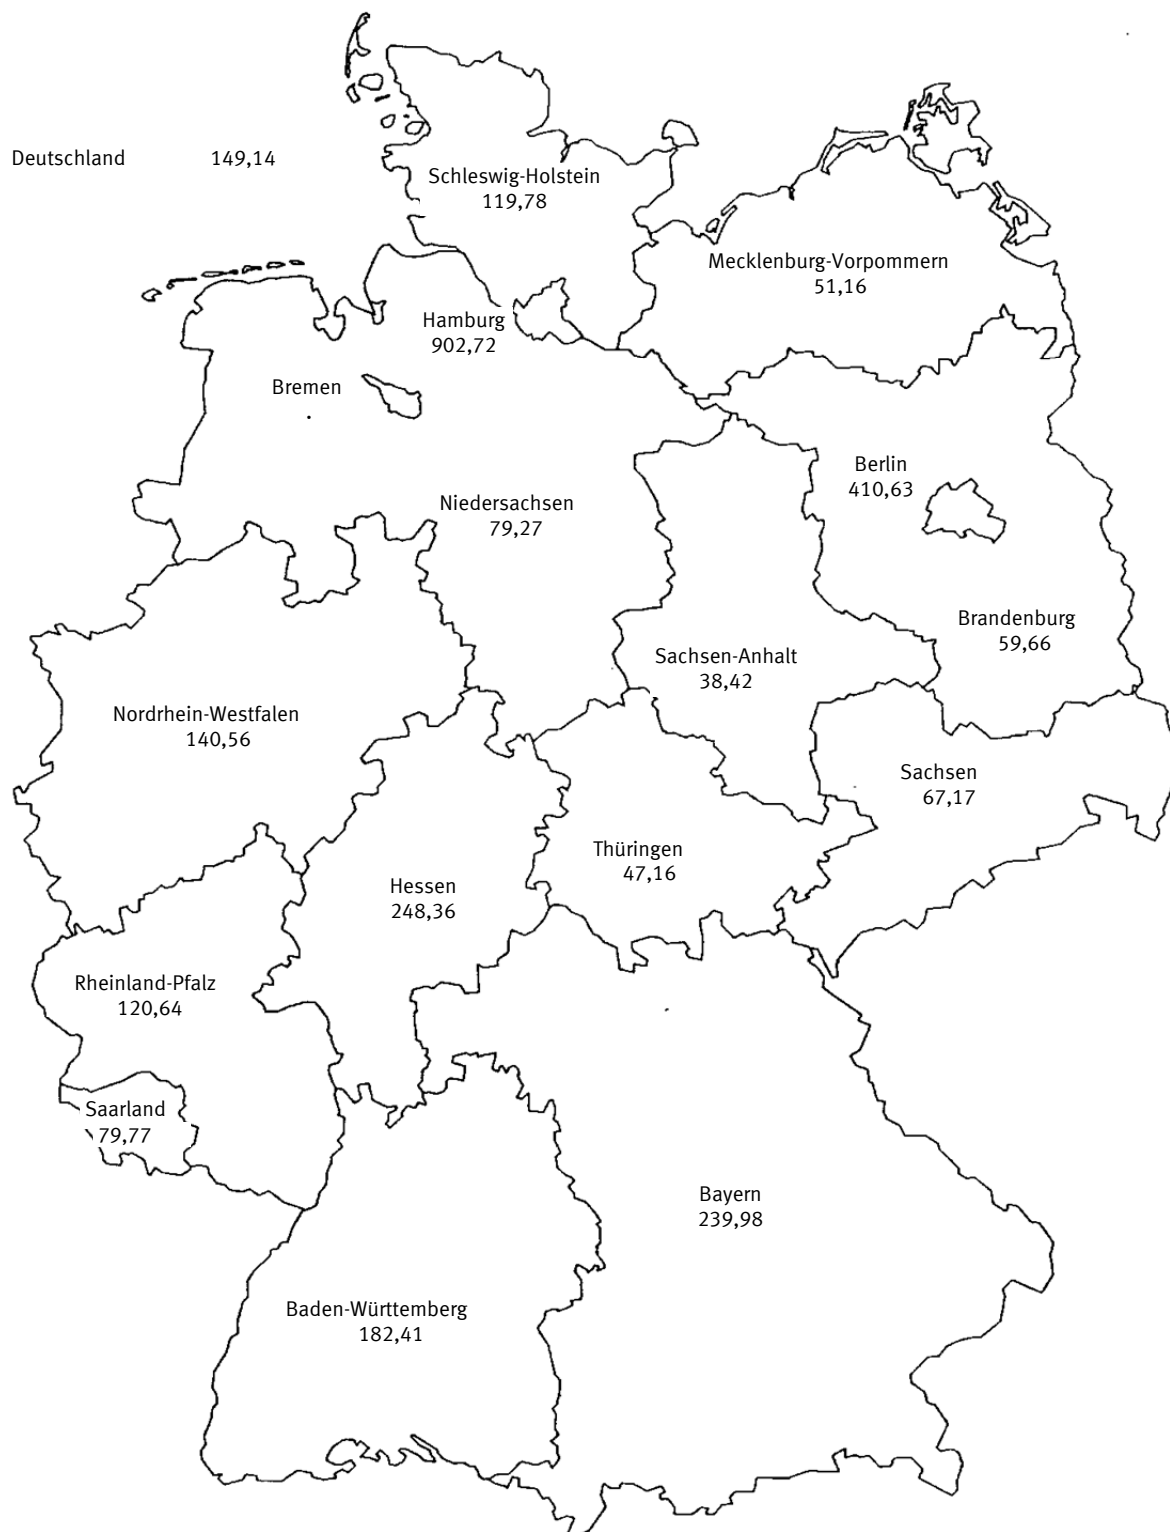 Deutschland 149,14
Schleswig-Holstein
119,78
Mecklenburg-Vorpommern
51,16
Hamburg
902,72
Bremen
Berlin
410,63
Niedersachsen
79,27
Brandenburg
59,66
Sachsen-Anhalt
38,42
Nordrhein-Westfalen
140,56
Sachsen
67,17
Thüringen
47,16
Hessen
248,36
Rheinland-Pfalz
120,64
Saarland
79,77
Bayern
239,98
Baden-Württemberg
182,41